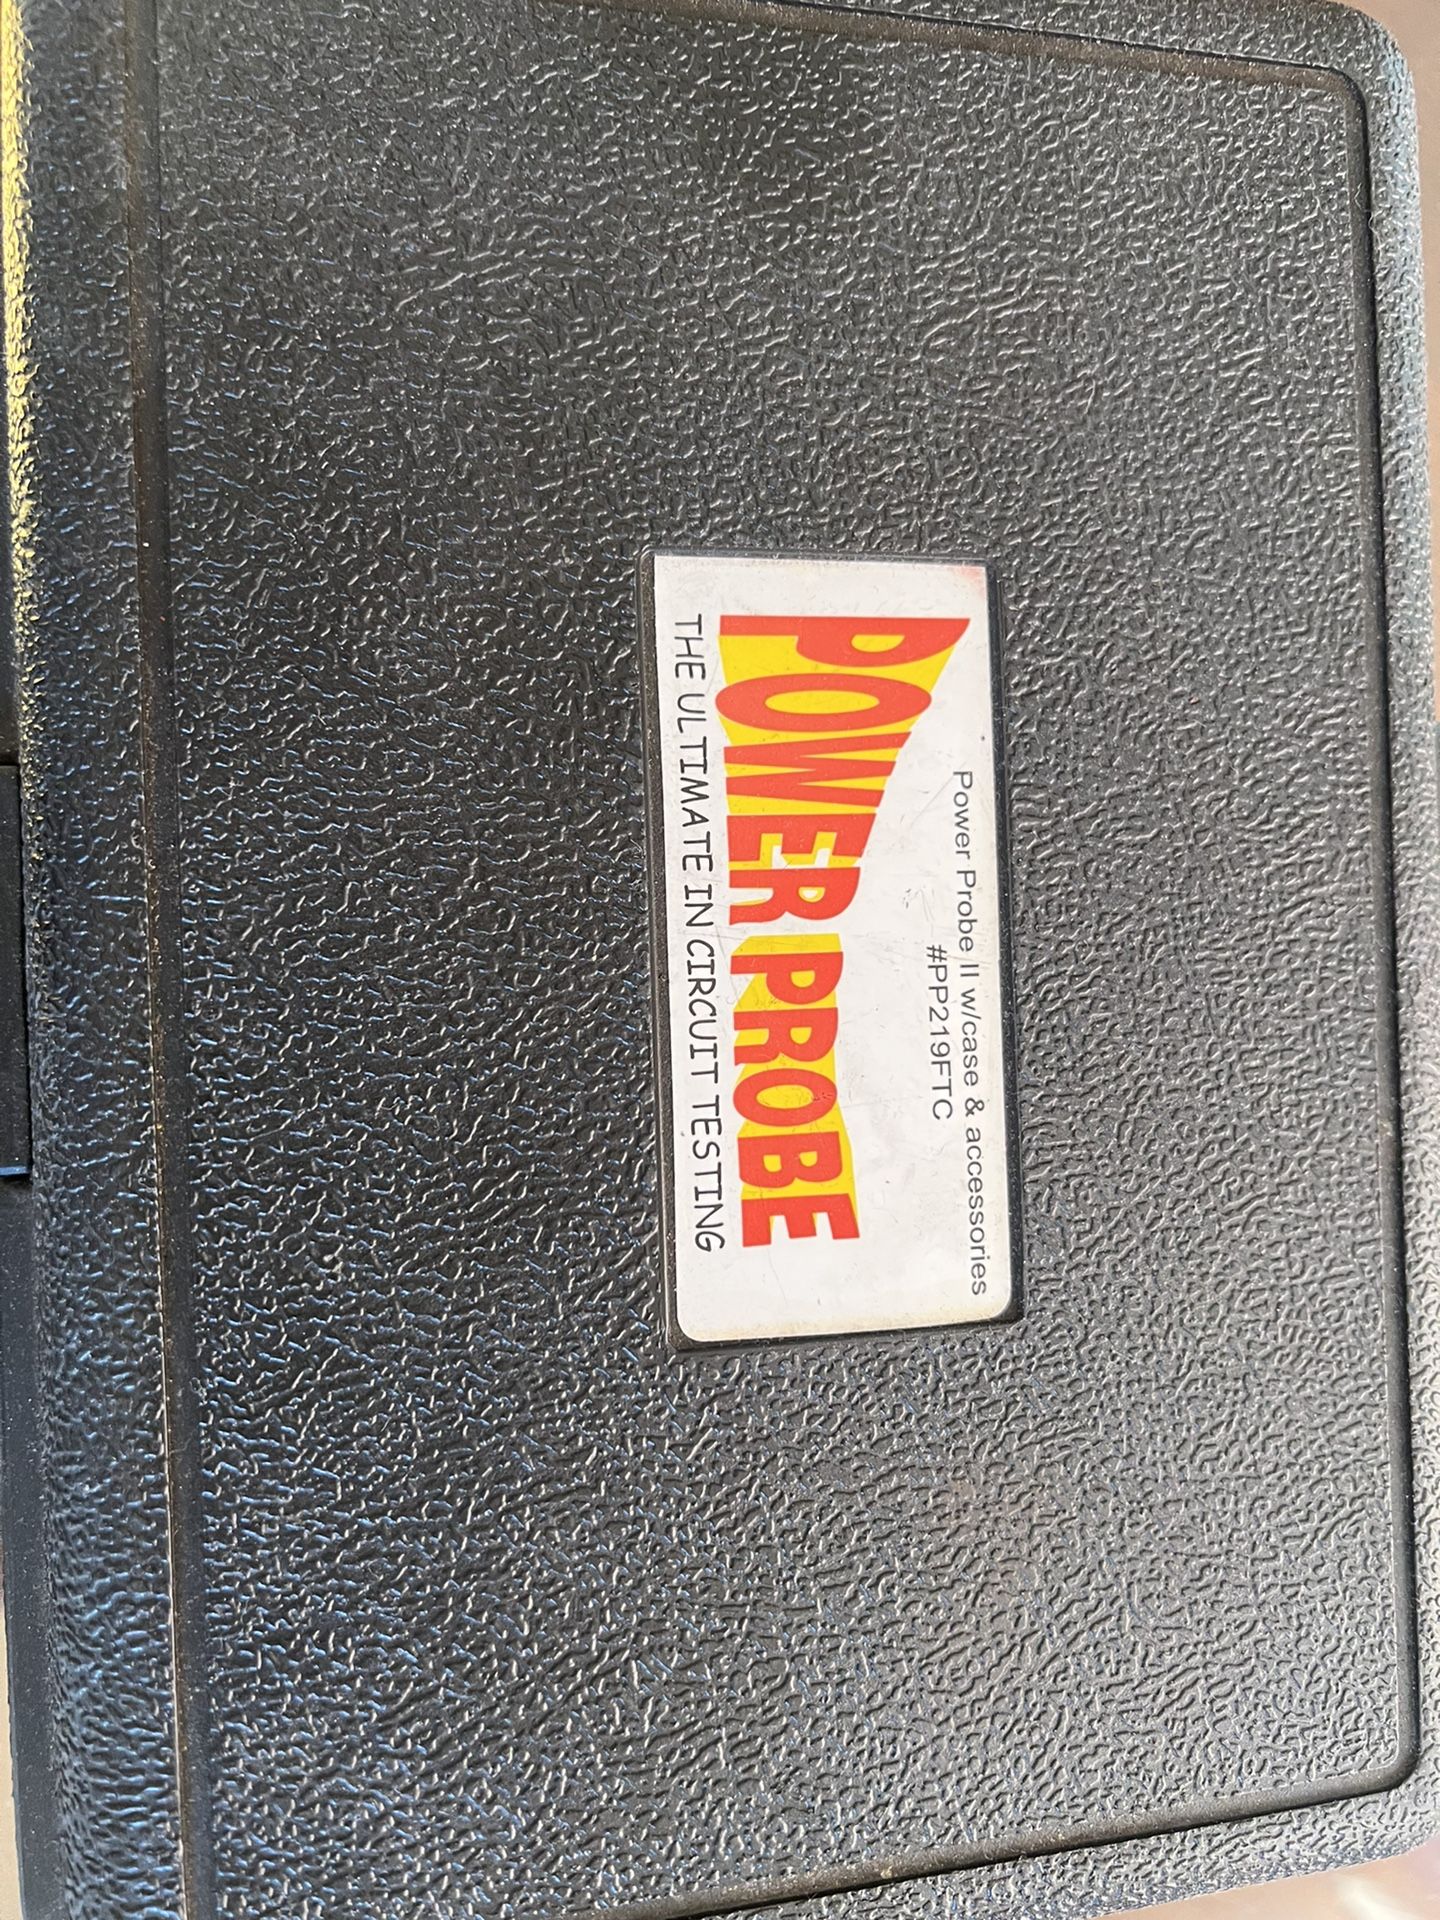 Power Probe II w/case & accessories
#PP219FTC
POWER PROBE
THE ULTIMATE IN CIRCUIT TESTING